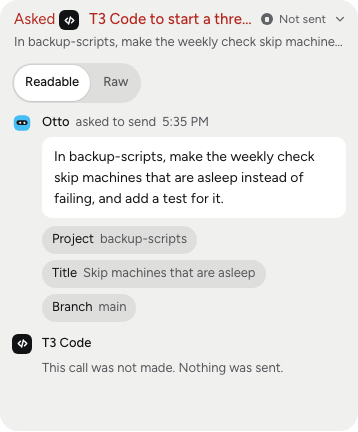 Asked T3 Code to start a thre... Not sent
In backup-scripts, make the weekly check skip machine...
Readable Raw
Otto asked to send 5:35 PM
In backup-scripts, make the weekly check
skip machines that are asleep instead of
failing, and add a test for it.
Project backup-scripts
Title Skip machines that are asleep
Branch main
T3 Code
This call was not made. Nothing was sent.